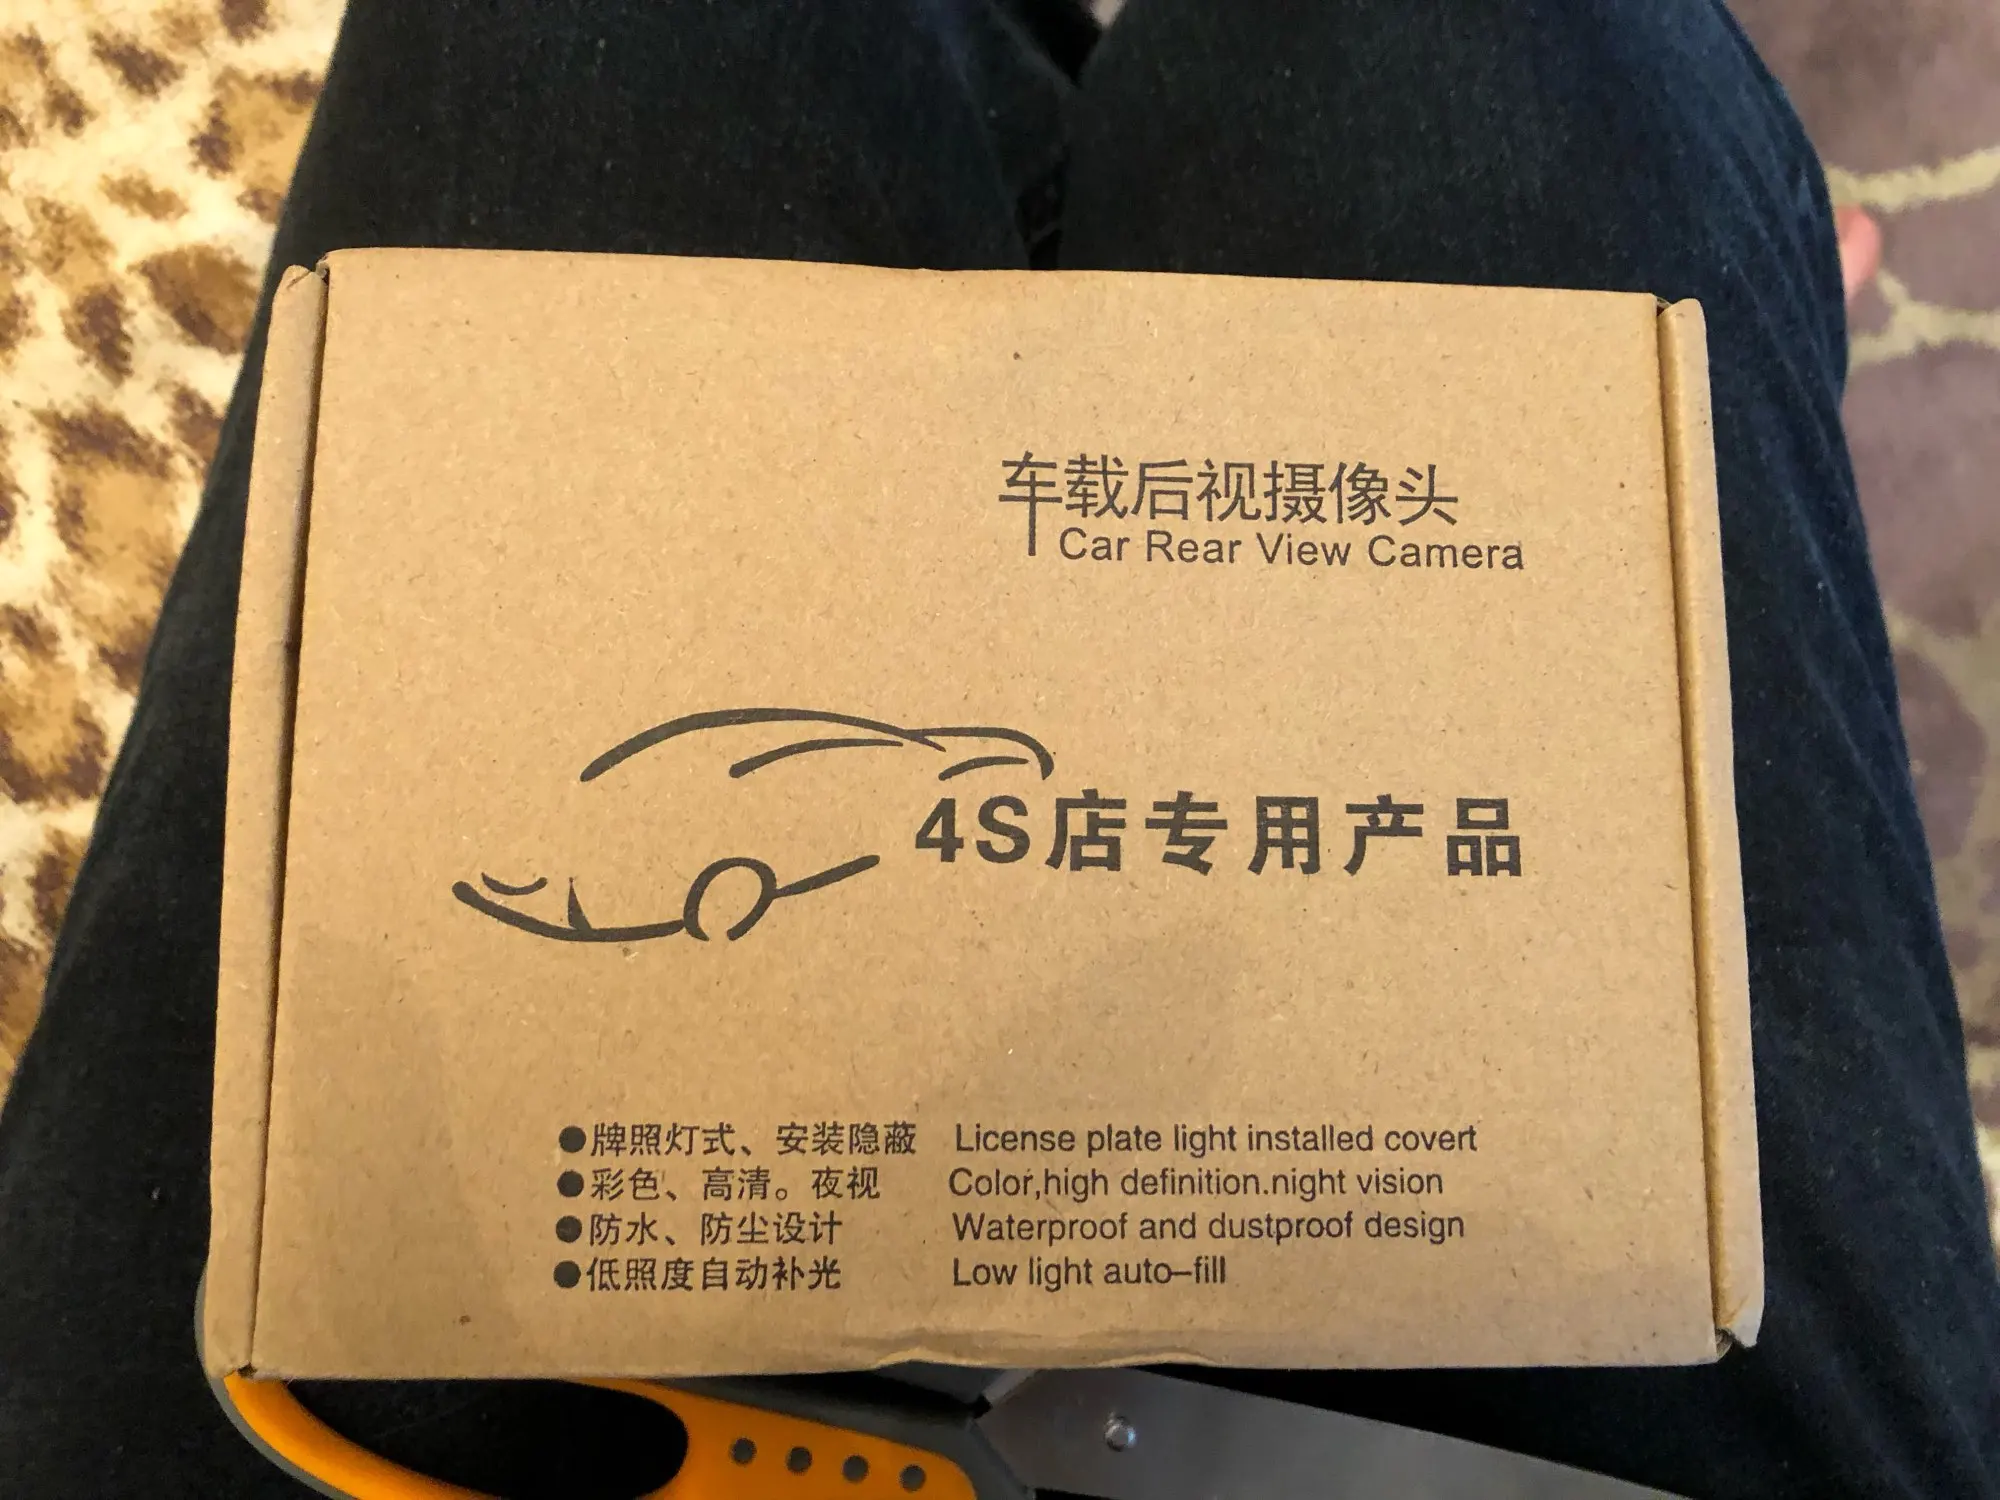 车载后视摄像头
Car Rear View Camera
4S店专用产品
●牌照灯式、安装隐蔽 License plate light installed covert
●彩色、高清。夜视 Color,high definition.night vision
●防水、防尘设计 Waterproof and dustproof design
●低照度自动补光 Low light auto–fill